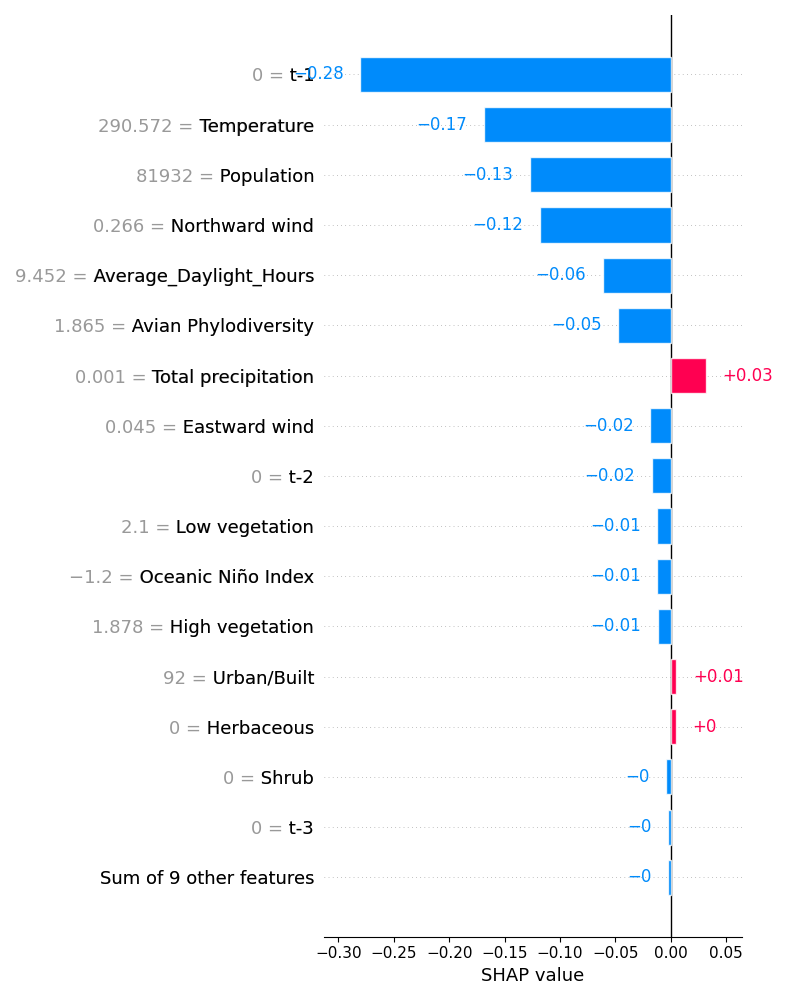 0 = t-1 −0.28
290.572 = Temperature −0.17
81932 = Population −0.13
0.266 = Northward wind −0.12
9.452 = Average_Daylight_Hours −0.06
1.865 = Avian Phylodiversity −0.05
0.001 = Total precipitation +0.03
0.045 = Eastward wind −0.02
0 = t-2 −0.02
2.1 = Low vegetation −0.01
−1.2 = Oceanic Niño Index −0.01
1.878 = High vegetation −0.01
92 = Urban/Built +0.01
0 = Herbaceous +0
0 = Shrub −0
0 = t-3 −0
Sum of 9 other features −0
−0.30 −0.25 −0.20 −0.15 −0.10 −0.05 0.00 0.05
SHAP value